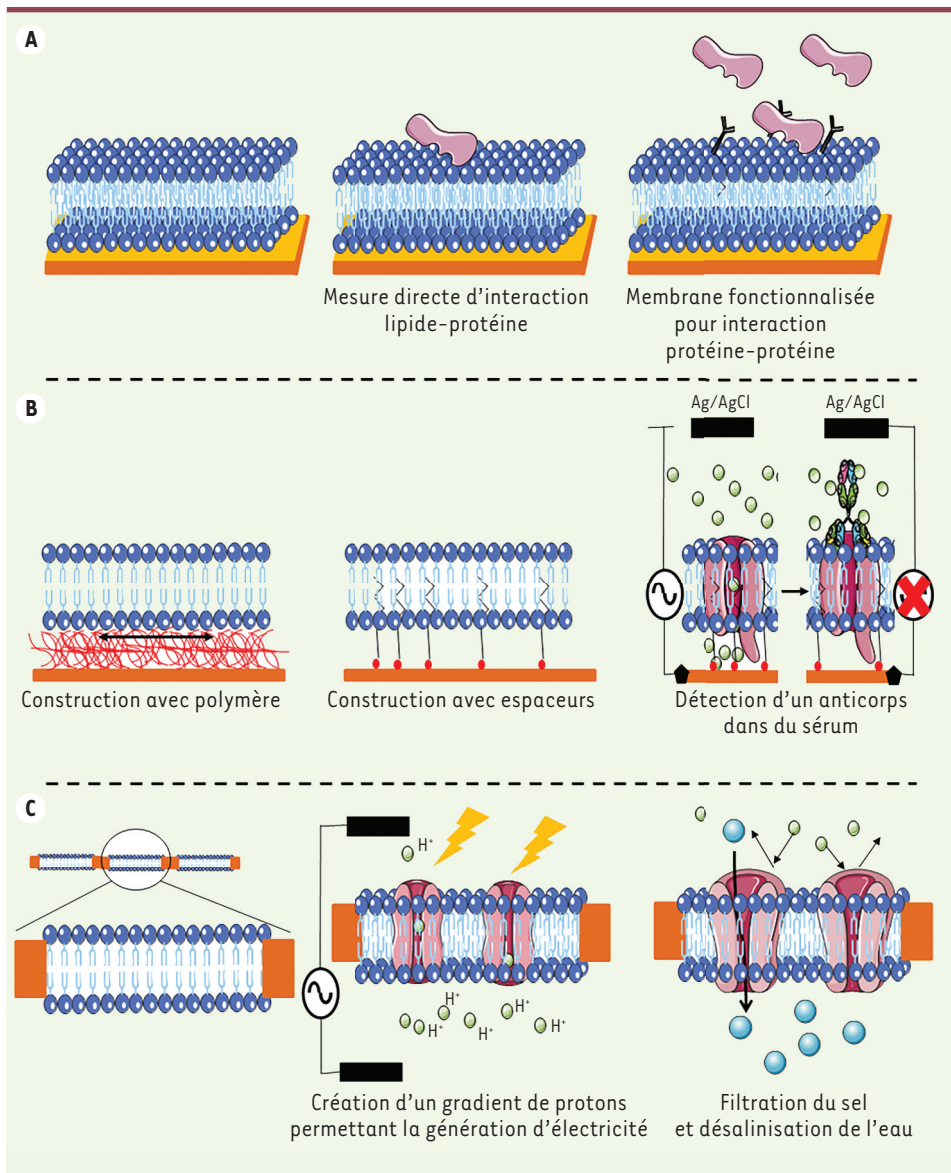 A
Mesure directe d'interaction
lipide-protéine
Membrane fonctionnalisée
pour interaction
protéine-protéine
B
Ag/AgCl
Ag/AgCl
Construction avec polymère
Construction avec espaceurs
Détection d'un anticorps
dans du sérum
C
H⁺
H⁺
H⁺
H⁺
H⁺
H⁺
Création d'un gradient de protons
permettant la génération d'électricité
Filtration du sel
et désalinisation de l'eau